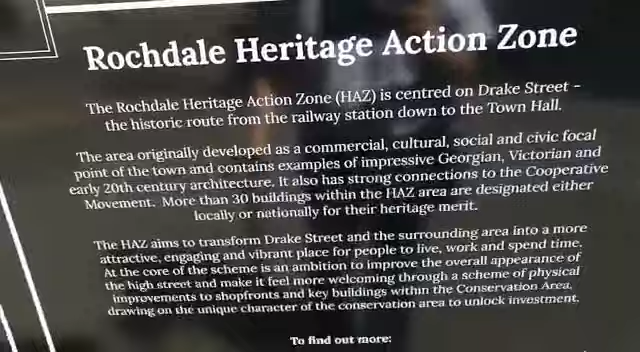 Rochdale Heritage Action Zone
The Rochdale Heritage Action Zone (HAZ) is centred on Drake Street –
the historic route from the railway station down to the Town Hall.
The area originally developed as a commercial, cultural, social and civic focal
point of the town and contains examples of impressive Georgian, Victorian and
early 20th century architecture. It also has strong connections to the Cooperative
Movement. More than 30 buildings within the HAZ area are designated either
locally or nationally for their heritage merit.
The HAZ aims to transform Drake Street and the surrounding area into a more
attractive, engaging and vibrant place for people to live, work and spend time.
At the core of the scheme is an ambition to improve the overall appearance of
the high street and make it feel more welcoming through a scheme of physical
improvements to shopfronts and key buildings within the Conservation Area,
drawing on the unique character of the conservation area to unlock investment.
To find out more: